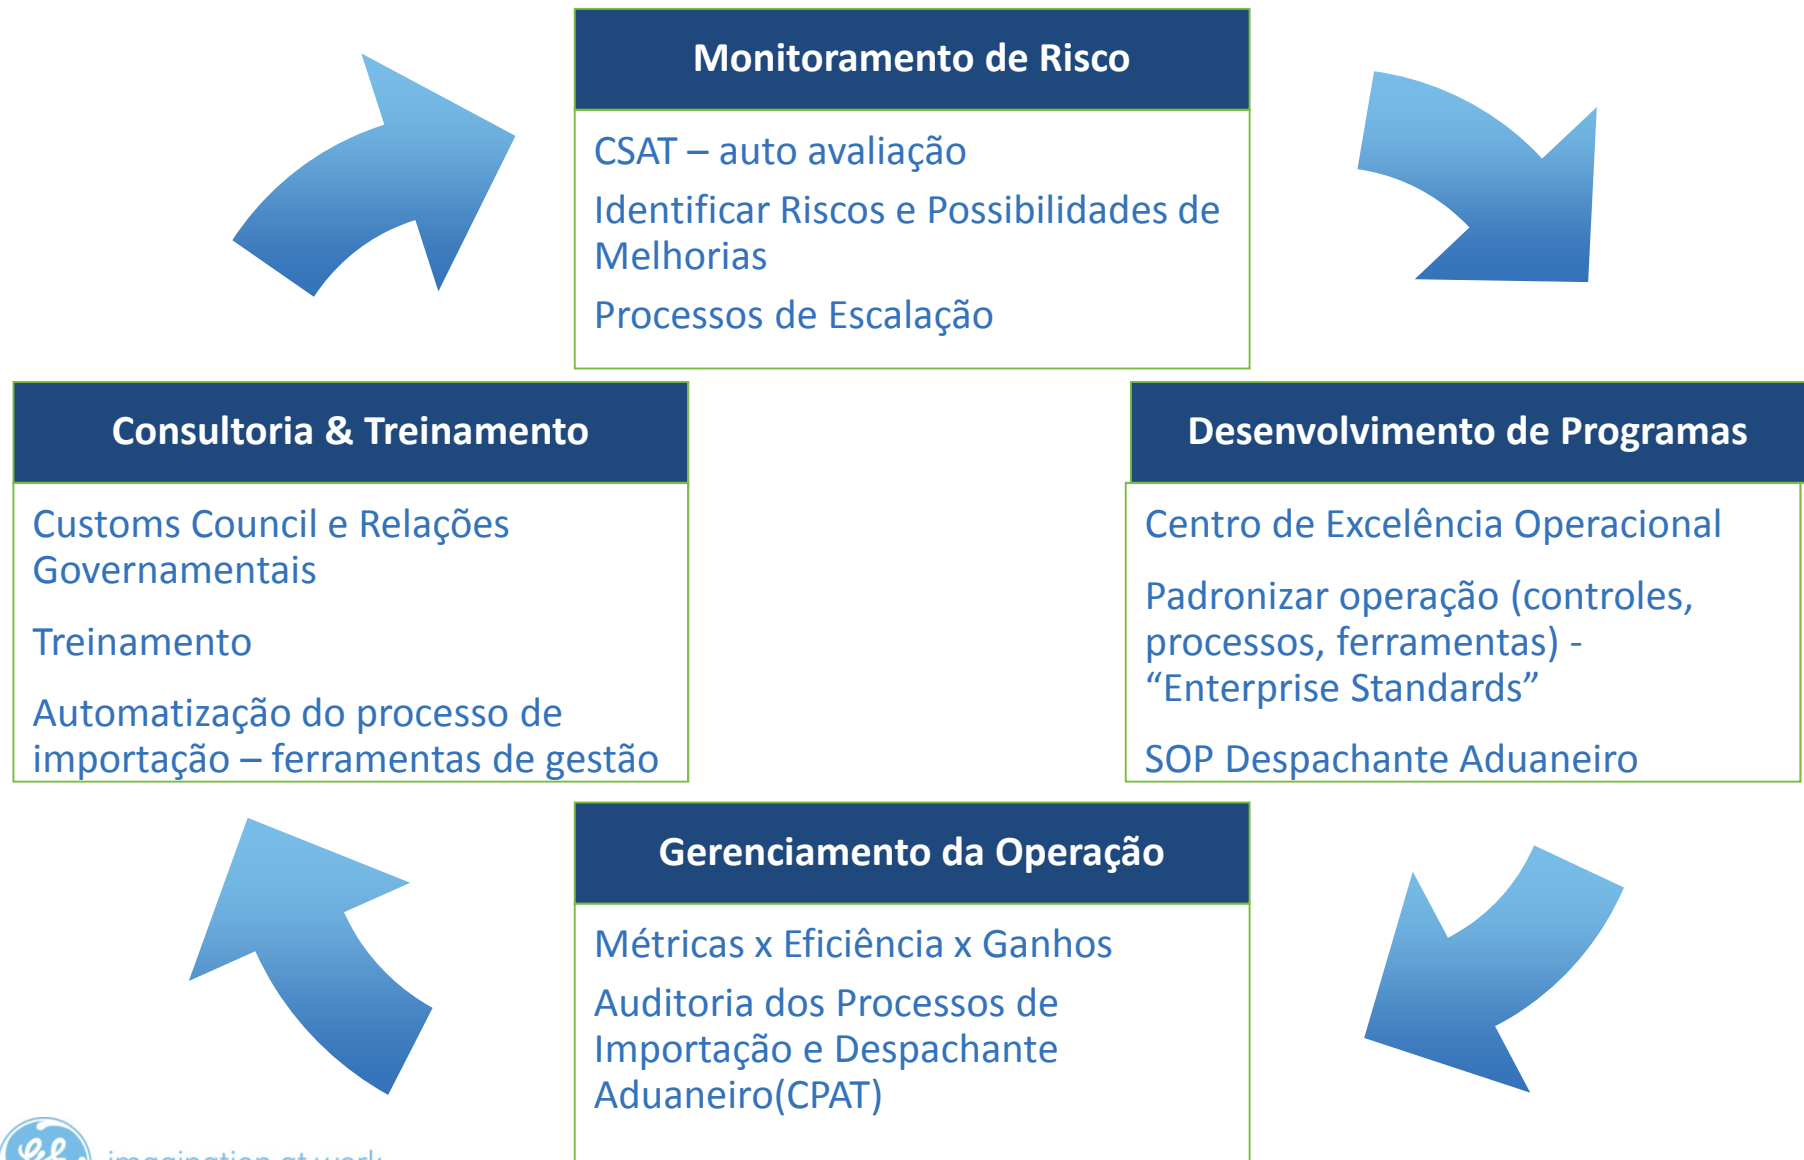 Monitoramento de Risco
CSAT – auto avaliação
Identificar Riscos e Possibilidades de
Melhorias
Processos de Escalação
Consultoria & Treinamento
Customs Council e Relações
Governamentais
Treinamento
Automatização do processo de
importação – ferramentas de gestão
Desenvolvimento de Programas
Centro de Excelência Operacional
Padronizar operação (controles,
processos, ferramentas) -
“Enterprise Standards”
SOP Despachante Aduaneiro
Gerenciamento da Operação
Métricas x Eficiência x Ganhos
Auditoria dos Processos de
Importação e Despachante
Aduaneiro(CPAT)
imagination at work